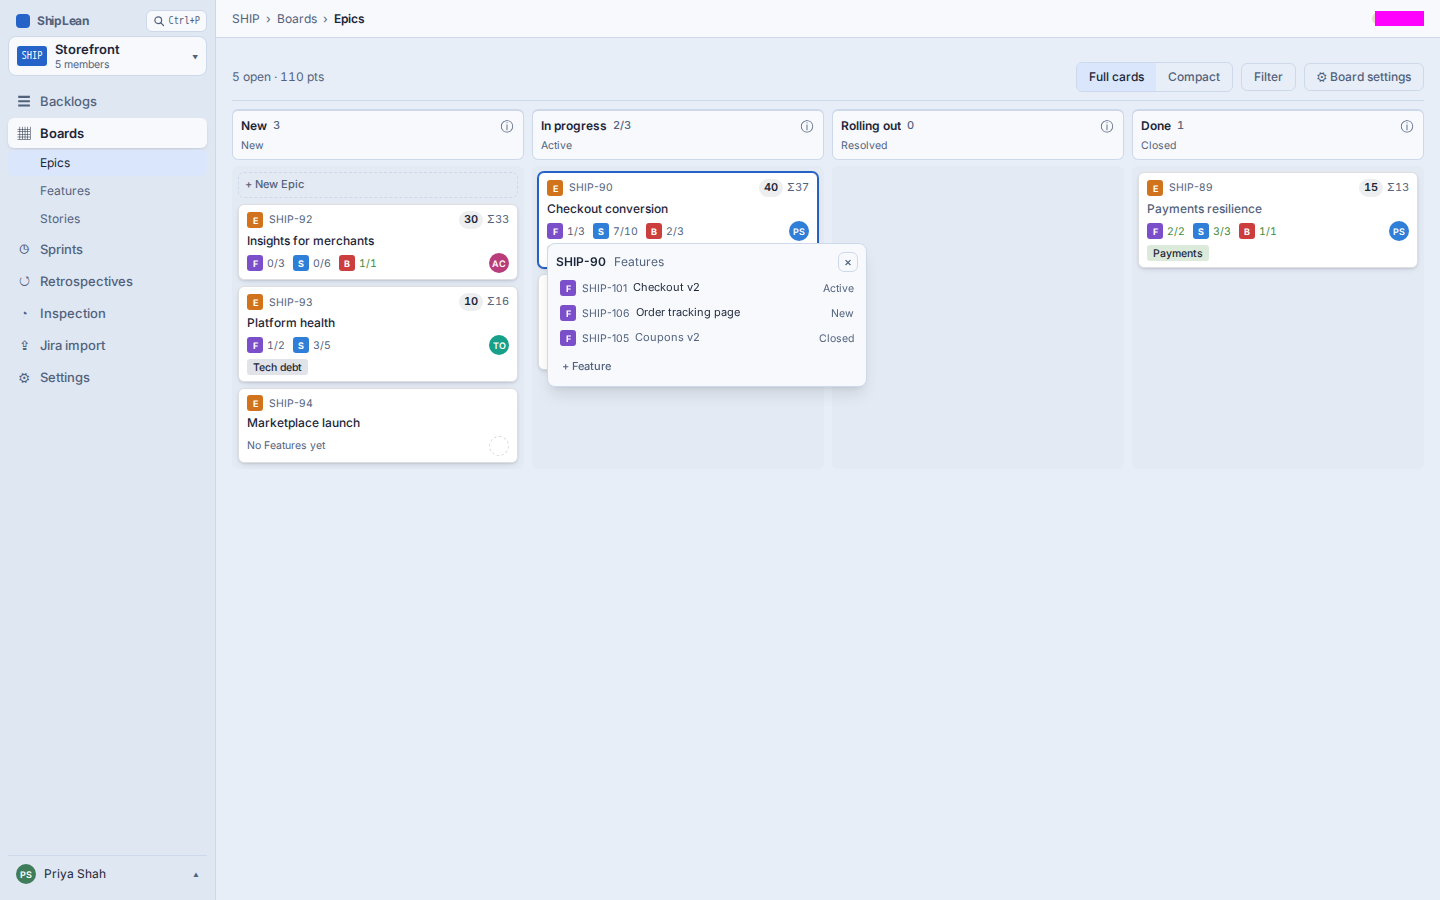 ShipLean
Ctrl+P
SHIP
Storefront
5 members
Backlogs
Boards
Epics
Features
Stories
Sprints
Retrospectives
Inspection
Jira import
Settings
PS Priya Shah
SHIP › Boards › Epics
5 open · 110 pts
Full cards
Compact
Filter
Board settings
New 3
New
+ New Epic
E SHIP-92 30 Σ33
Insights for merchants
F 0/3 S 0/6 B 1/1 AC
E SHIP-93 10 Σ16
Platform health
F 1/2 S 3/5 TO
Tech debt
E SHIP-94
Marketplace launch
No Features yet
In progress 2/3
Active
E SHIP-90 40 Σ37
Checkout conversion
F 1/3 S 7/10 B 2/3 PS
SHIP-90 Features ×
F SHIP-101 Checkout v2 Active
F SHIP-106 Order tracking page New
F SHIP-105 Coupons v2 Closed
+ Feature
Rolling out 0
Resolved
Done 1
Closed
E SHIP-89 15 Σ13
Payments resilience
F 2/2 S 3/3 B 1/1 PS
Payments